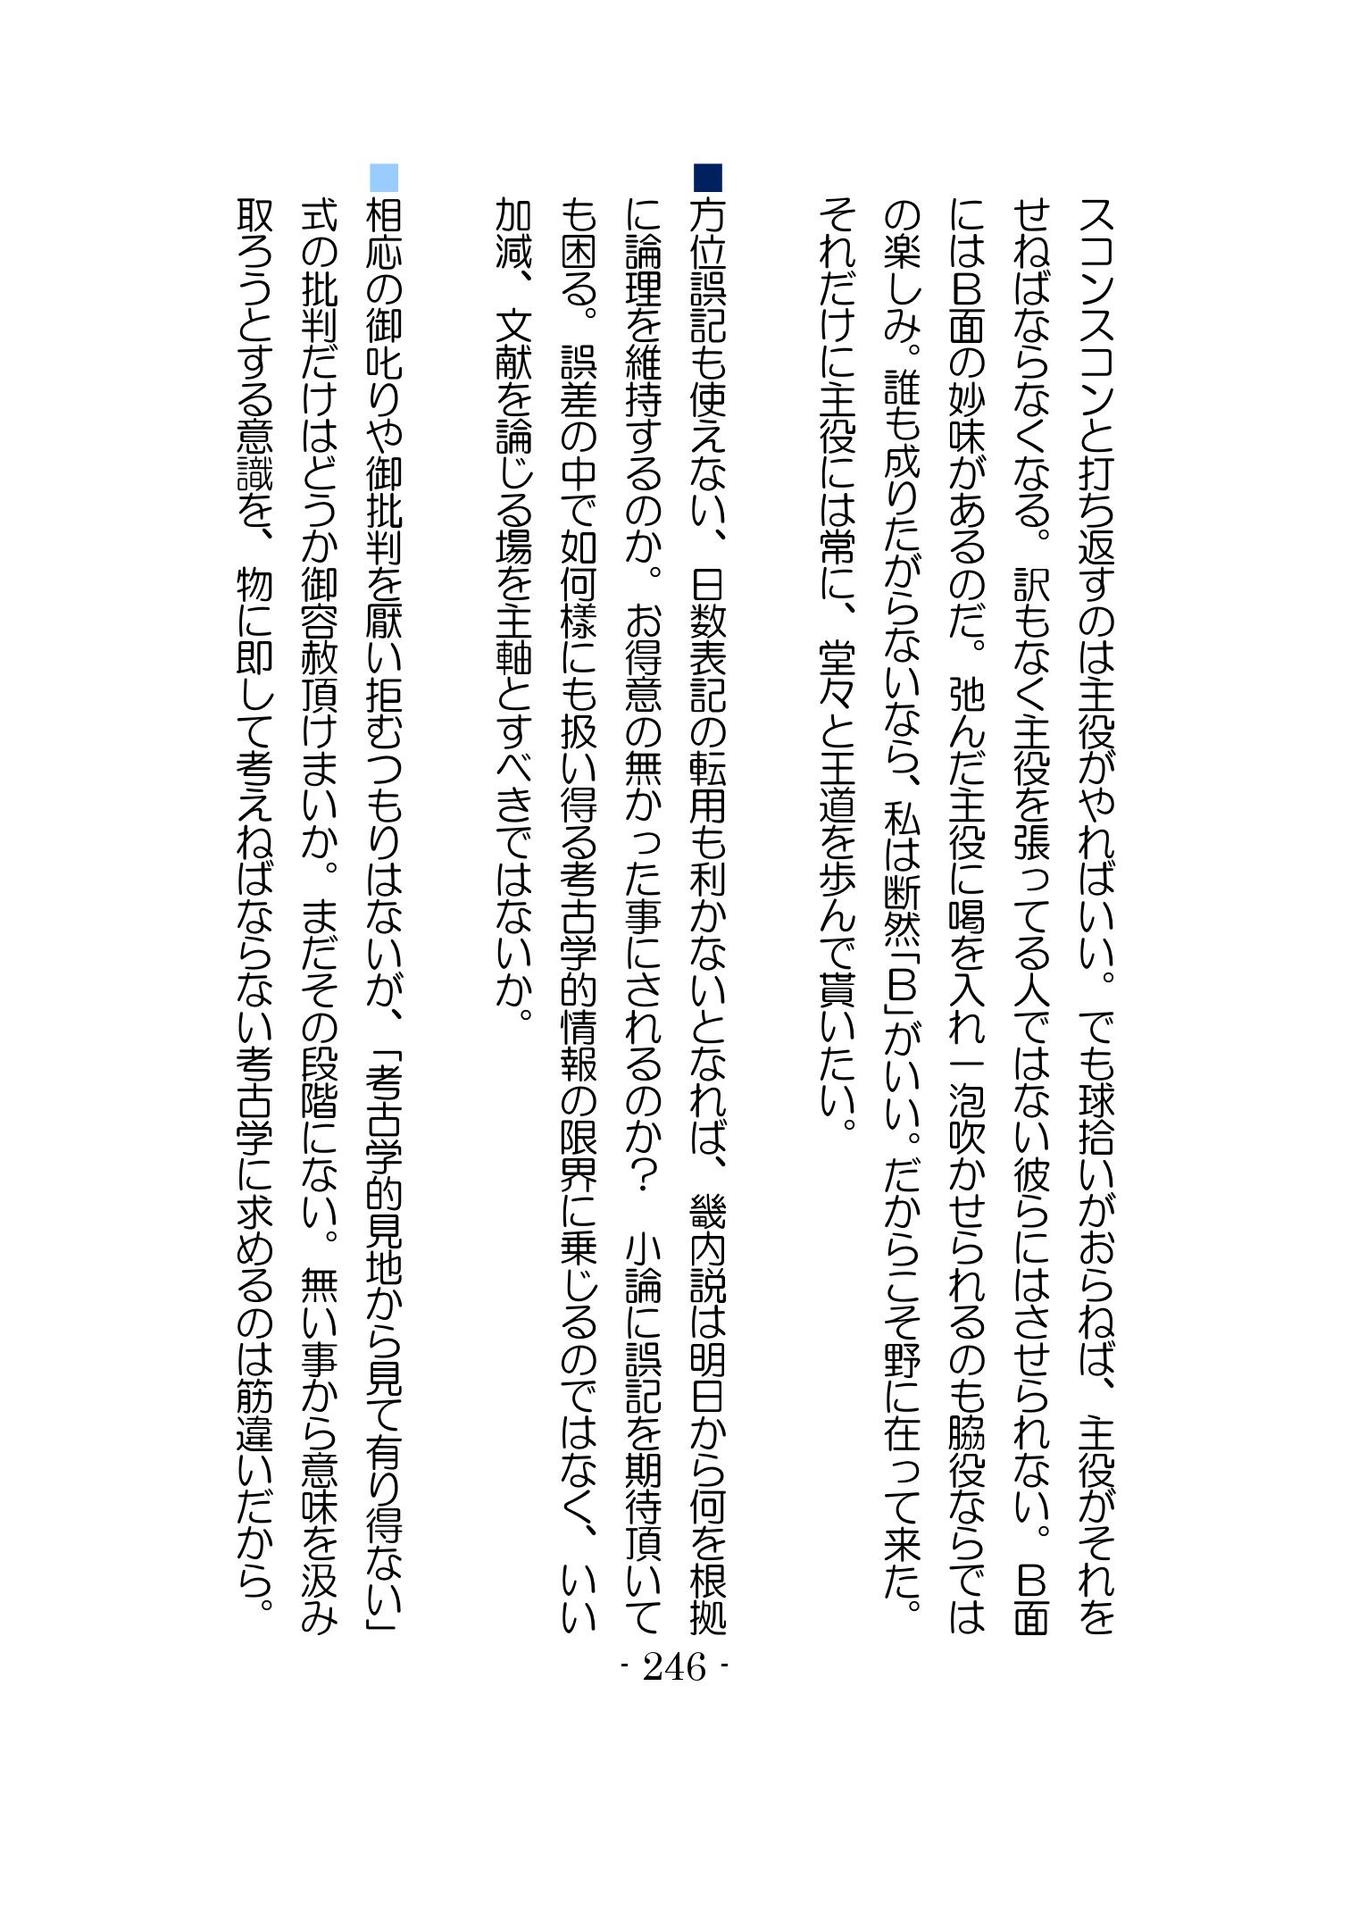 スコンスコンと打ち返すのは主役がやればいい。でも球拾いがおらねば、主役がそれを
せねばならなくなる。訳もなく主役を張ってる人ではない彼らにはさせられない。B面
にはB面の妙味があるのだ。弛んだ主役に喝を入れ一泡吹かせられるのも脇役ならでは
の楽しみ。誰も成りたがらないなら、私は断然「B」がいい。だからこそ野に在って来た。
それだけに主役には常に、堂々と王道を歩んで貰いたい。
■方位誤記も使えない、日数表記の転用も利かないとなれば、畿内説は明日から何を根拠
に論理を維持するのか。お得意の無かった事にされるのか？　小論に誤記を期待頂いて
も困る。誤差の中で如何様にも扱い得る考古学的情報の限界に乗じるのではなく、いい
加減、文献を論じる場を主軸とすべきではないか。
■相応の御叱りや御批判を厭い拒むつもりはないが、「考古学的見地から見て有り得ない」
式の批判だけはどうか御容赦頂けまいか。まだその段階にない。無い事から意味を汲み
取ろうとする意識を、物に即して考えねばならない考古学に求めるのは筋違いだから。
- 246 -